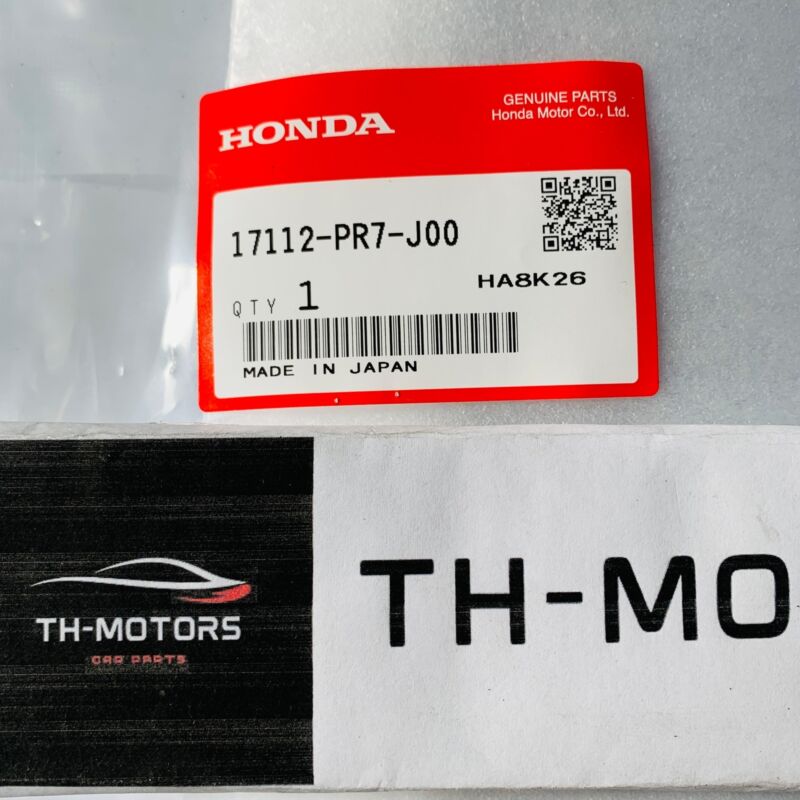 HONDA
GENUINE PARTS
Honda Motor Co., Ltd.
17112-PR7-J00
HA8K26
QTY 1
MADE IN JAPAN
TH-MOTORS
CAR PARTS
TH-MO